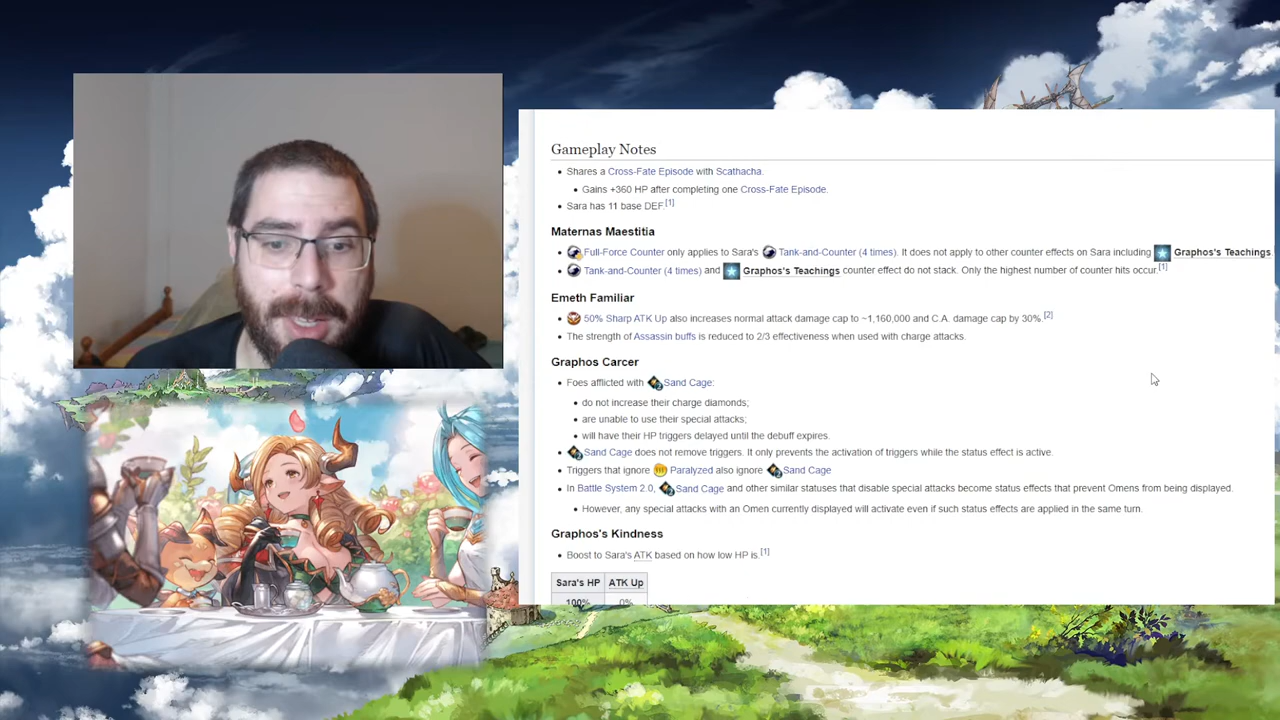 Gameplay Notes
Shares a Cross-Fate Episode with Scathacha.
Gains +360 HP after completing one Cross-Fate Episode.
Sara has 11 base DEF.[1]
Maternas Maestitia
Full-Force Counter only applies to Sara's Tank-and-Counter (4 times). It does not apply to other counter effects on Sara including Graphos's Teachings.
Tank-and-Counter (4 times) and Graphos's Teachings counter effect do not stack. Only the highest number of counter hits occur.[1]
Emeth Familiar
50% Sharp ATK Up also increases normal attack damage cap to ~1,160,000 and C.A. damage cap by 30%.[2]
The strength of Assassin buffs is reduced to 2/3 effectiveness when used with charge attacks.
Graphos Carcer
Foes afflicted with Sand Cage:
do not increase their charge diamonds;
are unable to use their special attacks;
will have their HP triggers delayed until the debuff expires.
Sand Cage does not remove triggers. It only prevents the activation of triggers while the status effect is active.
Triggers that ignore Paralyzed also ignore Sand Cage
In Battle System 2.0, Sand Cage and other similar statuses that disable special attacks become status effects that prevent Omens from being displayed.
However, any special attacks with an Omen currently displayed will activate even if such status effects are applied in the same turn.
Graphos's Kindness
Boost to Sara's ATK based on how low HP is.[1]
Sara's HP ATK Up
100% 0%